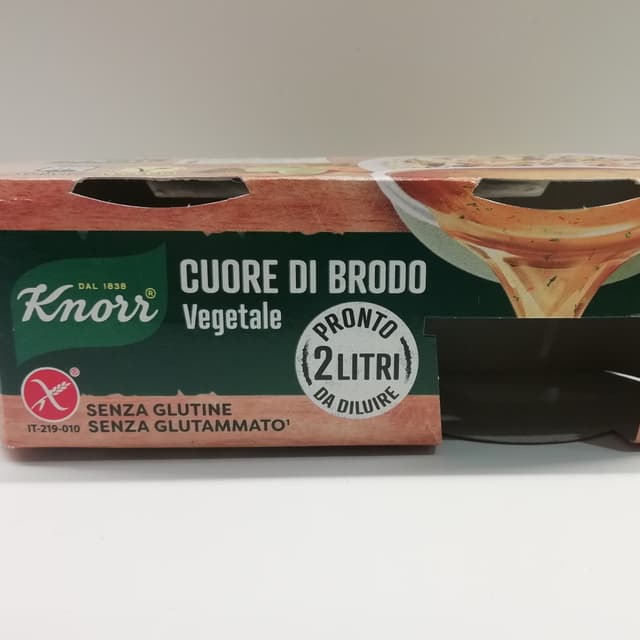 DAL 1838
Knorr®
CUORE DI BRODO
Vegetale
PRONTO
2 LITRI
DA DILUIRE
®
IT-219-010
SENZA GLUTINE
SENZA GLUTAMMATO¹